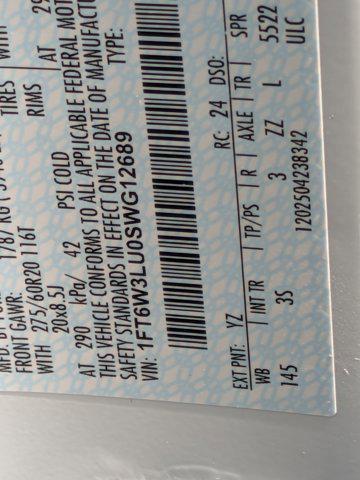 FRONT GAWR:
WITH 275/60R20 116T TIRES
20x8.5J RIMS
AT 290 kPa/ 42 PSI COLD AT
THIS VEHICLE CONFORMS TO ALL APPLICABLE FEDERAL MOT
SAFETY STANDARDS IN EFFECT ON THE DATE OF MANUFACT
VIN: 1FT6W3LU0SWG12689 TYPE:
EXT PNT: YZ RC: 24 DSO:
WB INT TR TP/PS R AXLE TR SPR
145 3S 3 ZZ L 5522
1202504238342 ULC